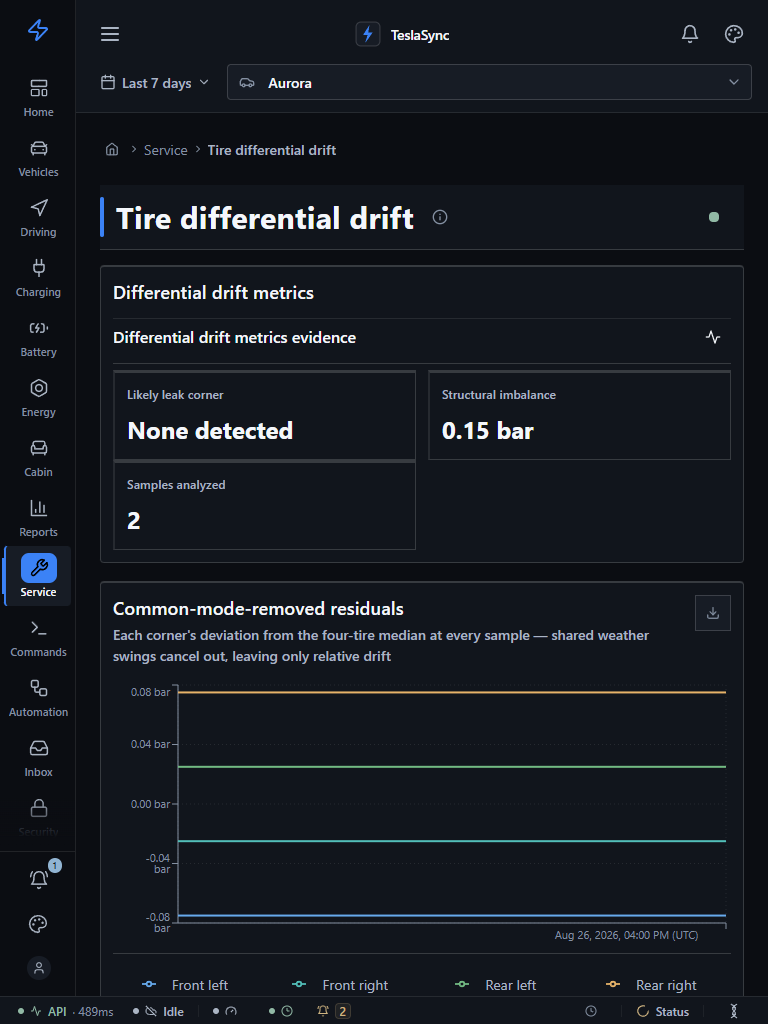 TeslaSync
Last 7 days
Aurora
Home
Vehicles
Driving
Charging
Battery
Energy
Cabin
Reports
Service
Commands
Automation
Inbox
Security
1
Service
Tire differential drift
Tire differential drift
Differential drift metrics
Differential drift metrics evidence
Likely leak corner
None detected
Structural imbalance
0.15 bar
Samples analyzed
2
Common-mode-removed residuals
Each corner's deviation from the four-tire median at every sample — shared weather
swings cancel out, leaving only relative drift
0.08 bar
0.04 bar
0.00 bar
-0.04
bar
-0.08
bar
Aug 26, 2026, 04:00 PM (UTC)
Front left
Front right
Rear left
Rear right
API · 489ms
Idle
2
Status